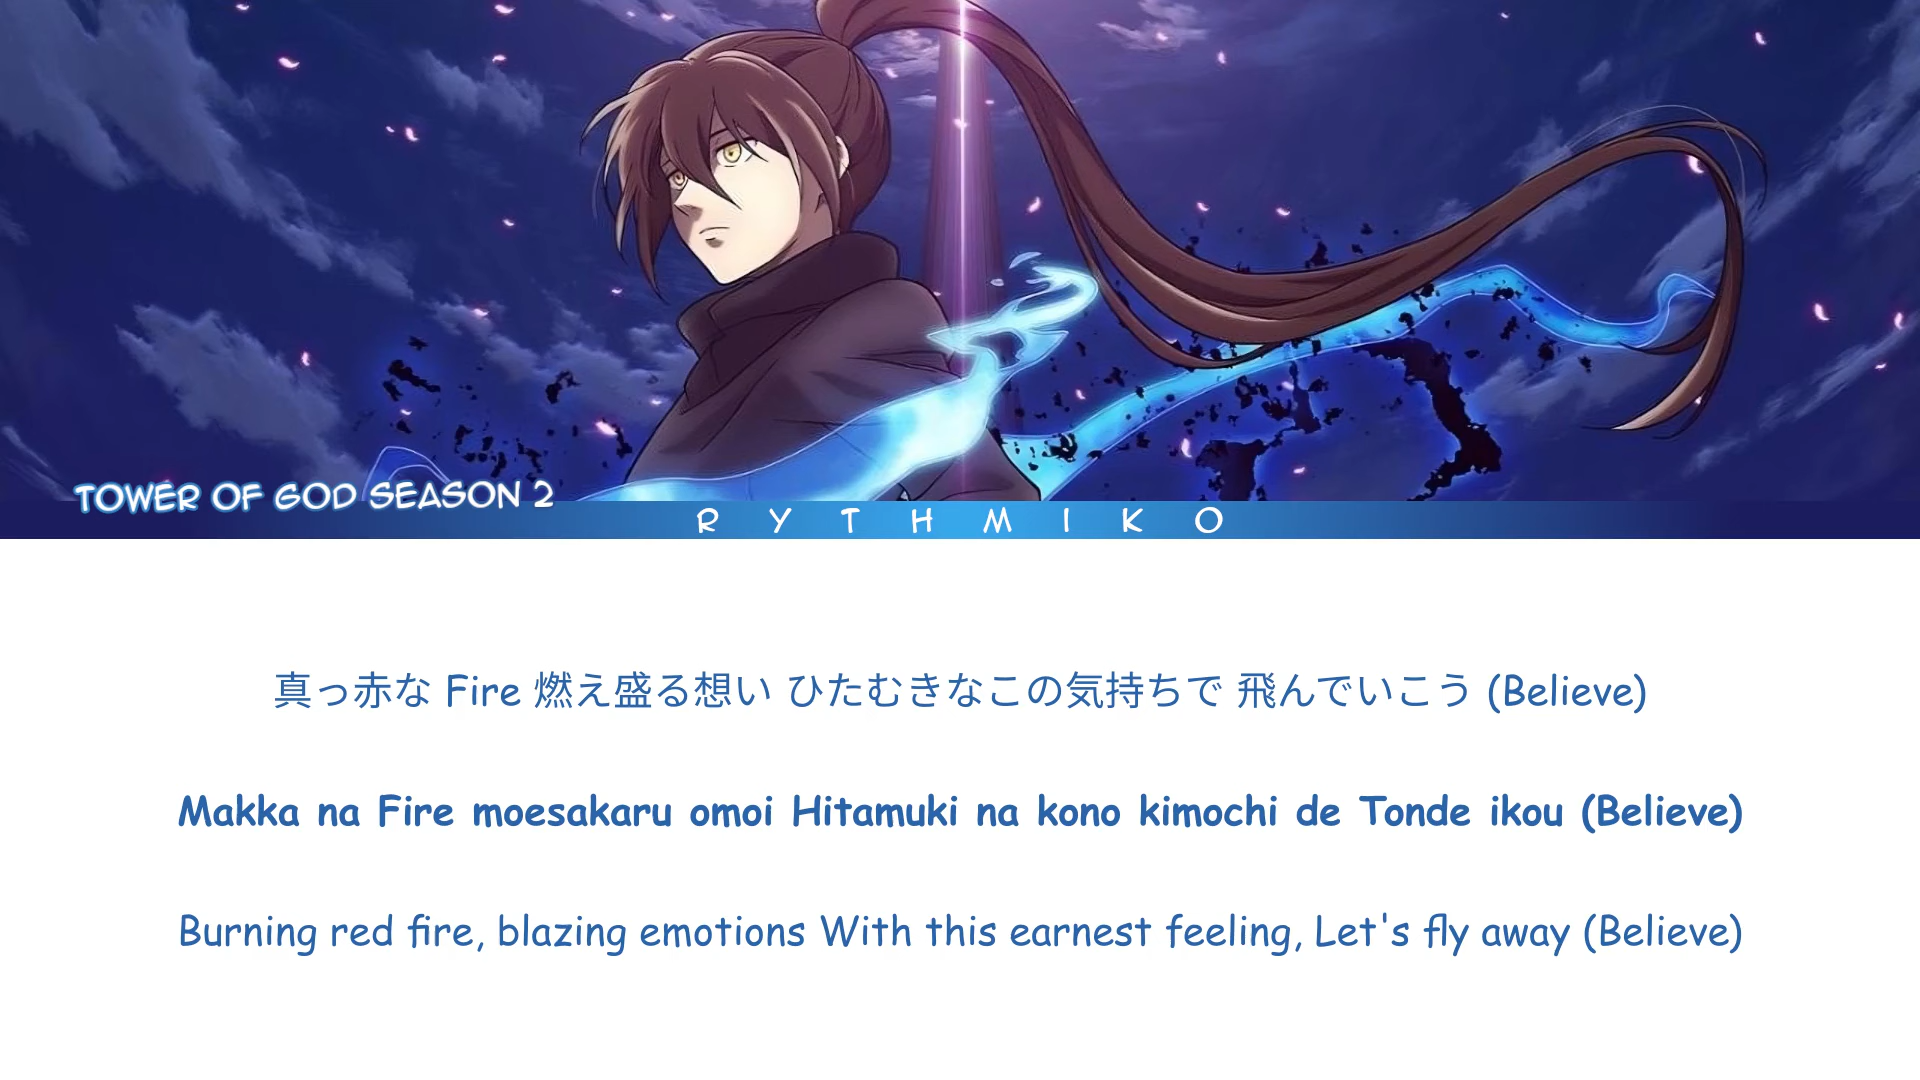 TOWER OF GOD SEASON 2
RYTHMIKO
真っ赤な Fire 燃え盛る想い ひたむきなこの気持ちで 飛んでいこう (Believe)
Makka na Fire moesakaru omoi Hitamuki na kono kimochi de Tonde ikou (Believe)
Burning red fire, blazing emotions With this earnest feeling, Let's fly away (Believe)